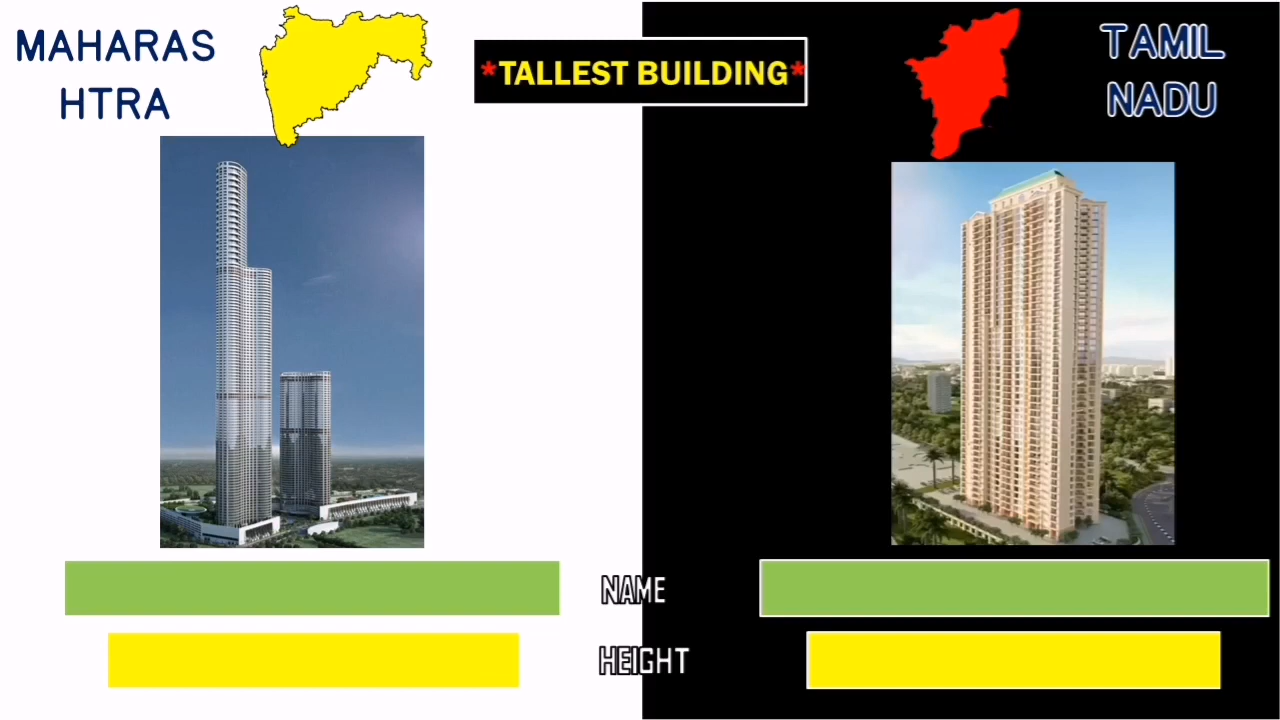 MAHARAS
HTRA
*TALLEST BUILDING*
TAMIL
NADU
NAME
HEIGHT